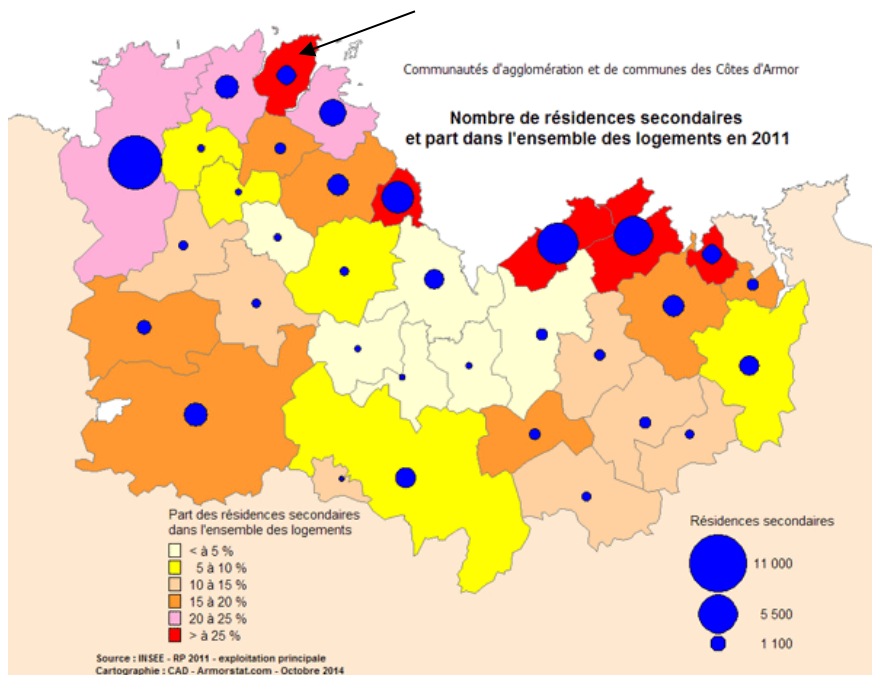 Communautés d'agglomération et de communes des Côtes d'Armor
Nombre de résidences secondaires
et part dans l'ensemble des logements en 2011
Part des résidences secondaires
dans l'ensemble des logements
< à 5 %
5 à 10 %
10 à 15 %
15 à 20 %
20 à 25 %
> à 25 %
Résidences secondaires
11 000
5 500
1 100
Source : INSEE - RP 2011 - exploitation principale
Cartographie : CAD - Armorstat.com - Octobre 2014